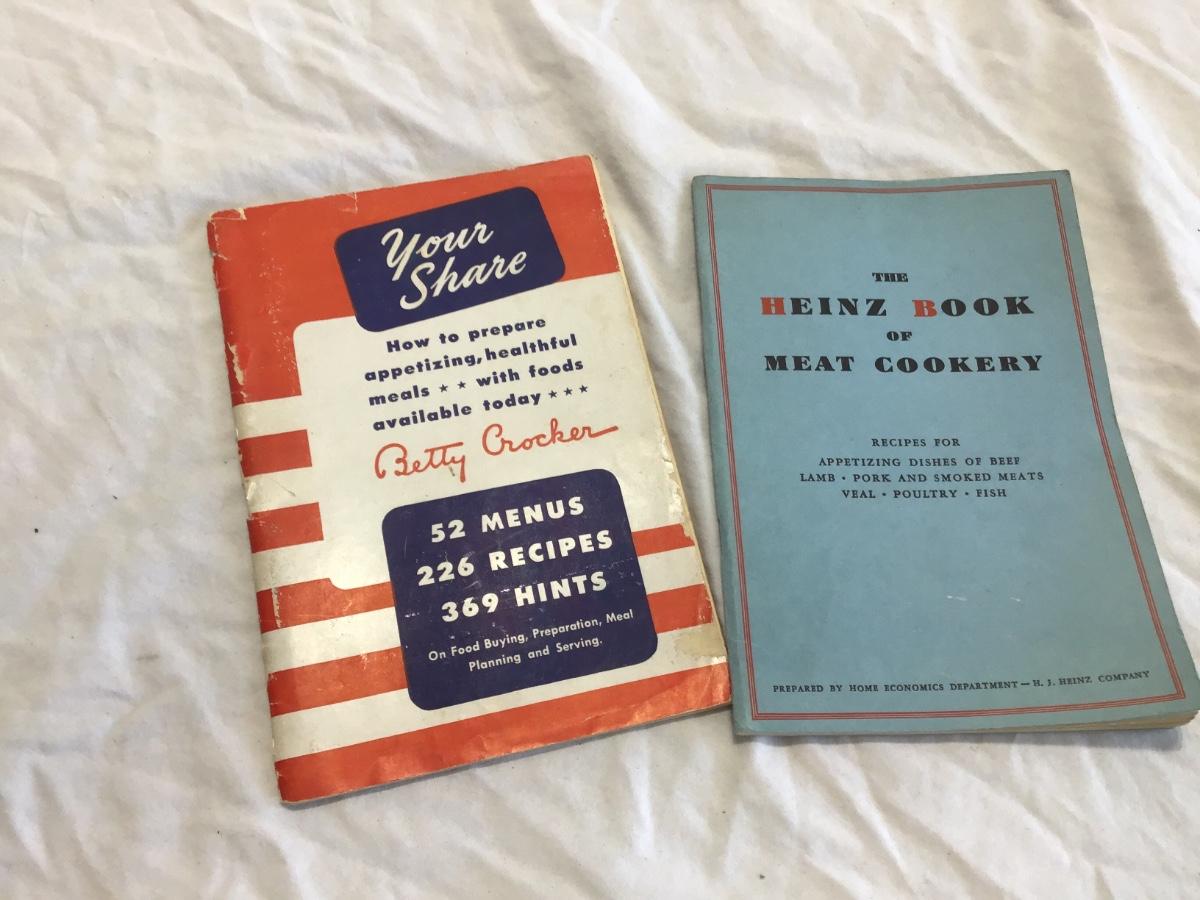 Your
Share
How to prepare
appetizing, healthful
meals ★ ★ with foods
available today ★ ★ ★
Betty Crocker
52 MENUS
226 RECIPES
369 HINTS
On Food Buying, Preparation, Meal
Planning and Serving.
THE
HEINZ BOOK
OF
MEAT COOKERY
RECIPES FOR
APPETIZING DISHES OF BEEF
LAMB • PORK AND SMOKED MEATS
VEAL • POULTRY • FISH
PREPARED BY HOME ECONOMICS DEPARTMENT — H. J. HEINZ COMPANY